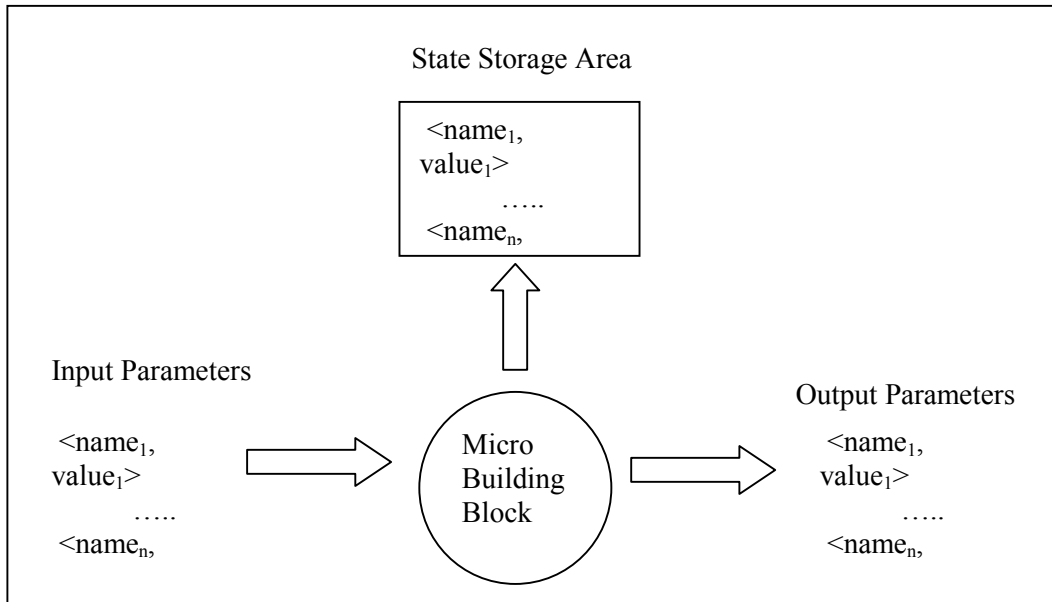 State Storage Area
<name₁,
value₁>
…..
<nameₙ,
Input Parameters
<name₁,
value₁>
…..
<nameₙ,
Micro
Building
Block
Output Parameters
<name₁,
value₁>
…..
<nameₙ,